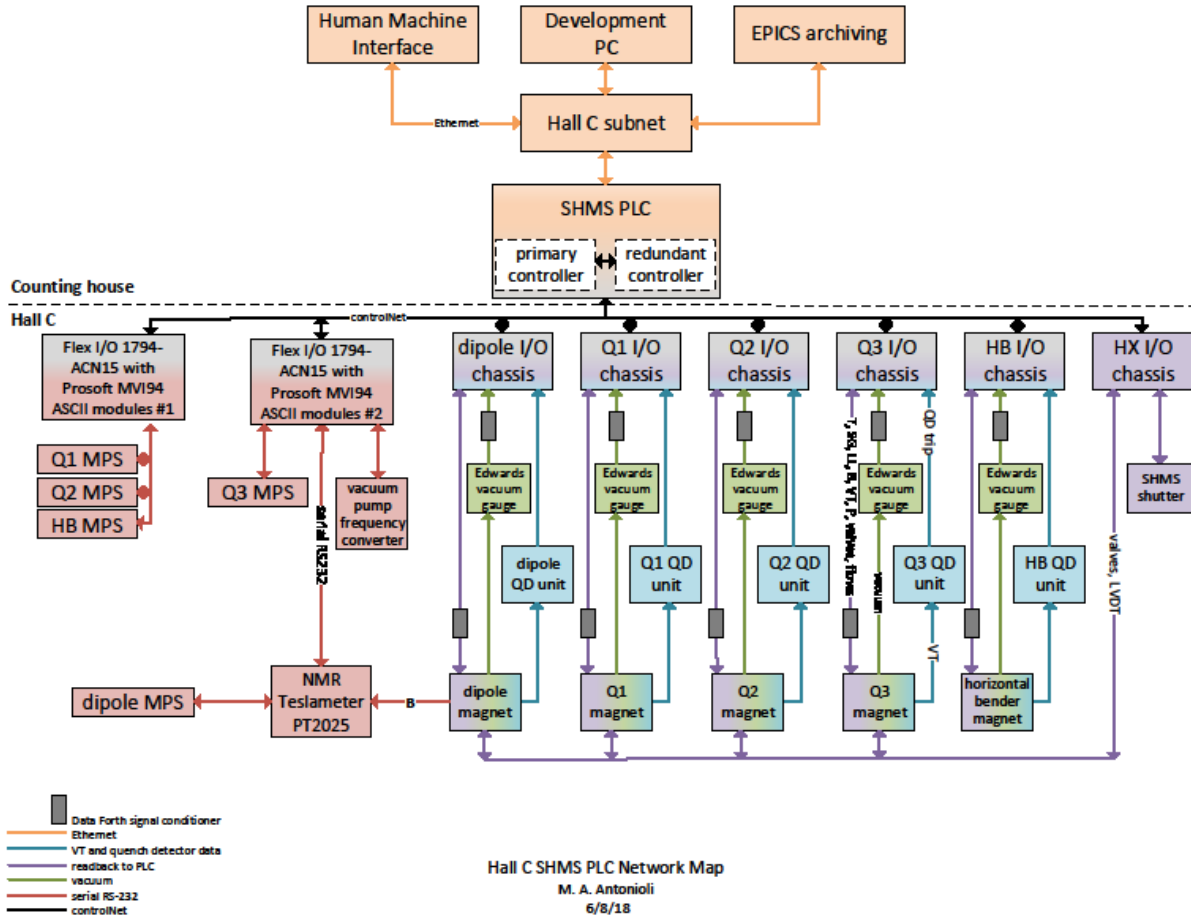 Human Machine
Interface
Development
PC
EPICS archiving
Ethernet
Hall C subnet
SHMS PLC
primary
controller
redundant
controller
Counting house
Hall C
controlNet
Flex I/O 1794-
ACN15 with
Prosoft MVI94
ASCII modules #1
Flex I/O 1794-
ACN15 with
Prosoft MVI94
ASCII modules #2
dipole I/O
chassis
Q1 I/O
chassis
Q2 I/O
chassis
Q3 I/O
chassis
HB I/O
chassis
HX I/O
chassis
Q1 MPS
Q2 MPS
HB MPS
Q3 MPS
vacuum
pump
frequency
converter
serial RS232
Edwards
vacuum
gauge
Edwards
vacuum
gauge
Edwards
vacuum
gauge
T, SG, LL, B, VT, P, valves, flows
Edwards
vacuum
gauge
QD trip
Edwards
vacuum
gauge
SHMS
shutter
dipole
QD unit
Q1 QD
unit
Q2 QD
unit
vacuum
Q3 QD
unit
HB QD
unit
valves, LVDT
VT
dipole MPS
NMR
Teslameter
PT2025
B
dipole
magnet
Q1
magnet
Q2
magnet
Q3
magnet
horizontal
bender
magnet
Data Forth signal conditioner
Ethernet
VT and quench detector data
readback to PLC
vacuum
serial RS-232
controlNet
Hall C SHMS PLC Network Map
M. A. Antonioli
6/8/18